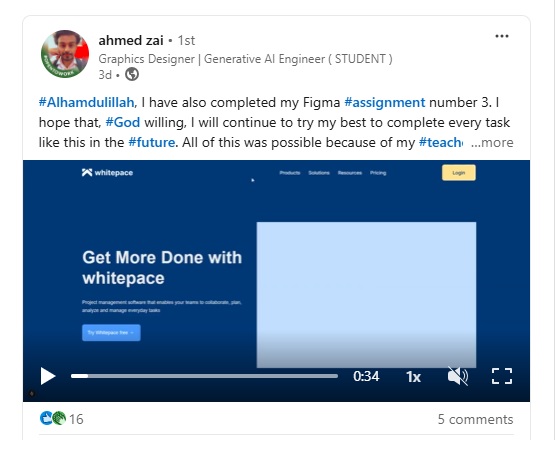 ahmed zai • 1st
Graphics Designer | Generative AI Engineer ( STUDENT )
3d •
#Alhamdulillah, I have also completed my Figma #assignment number 3. I
hope that, #God willing, I will continue to try my best to complete every task
like this in the #future. All of this was possible because of my #teach ...more
whitepace
Products Solutions Resources Pricing
Login
Get More Done with
whitepace
Project management software that enables your teams to collaborate, plan,
analyze and manage everyday tasks
Try Whitepace free →
0:34
1x
16
5 comments